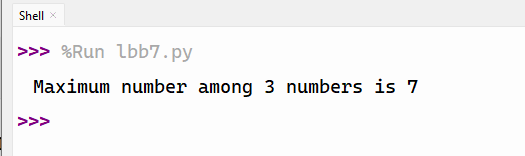 Shell ×
>>> %Run lbb7.py
Maximum number among 3 numbers is 7
>>>